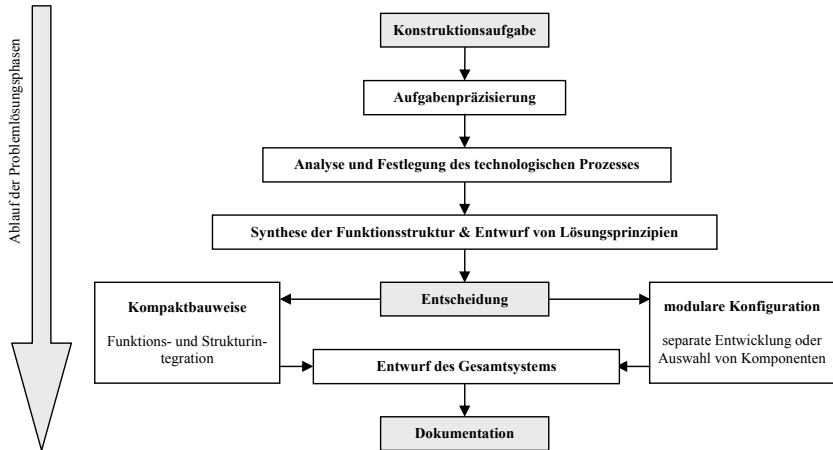 Ablauf der Problemlösungsphasen
Konstruktionsaufgabe
Aufgabenpräzisierung
Analyse und Festlegung des technologischen Prozesses
Synthese der Funktionsstruktur & Entwurf von Lösungsprinzipien
Entscheidung
Kompaktbauweise
Funktions- und Strukturin-
tegration
modulare Konfiguration
separate Entwicklung oder
Auswahl von Komponenten
Entwurf des Gesamtsystems
Dokumentation